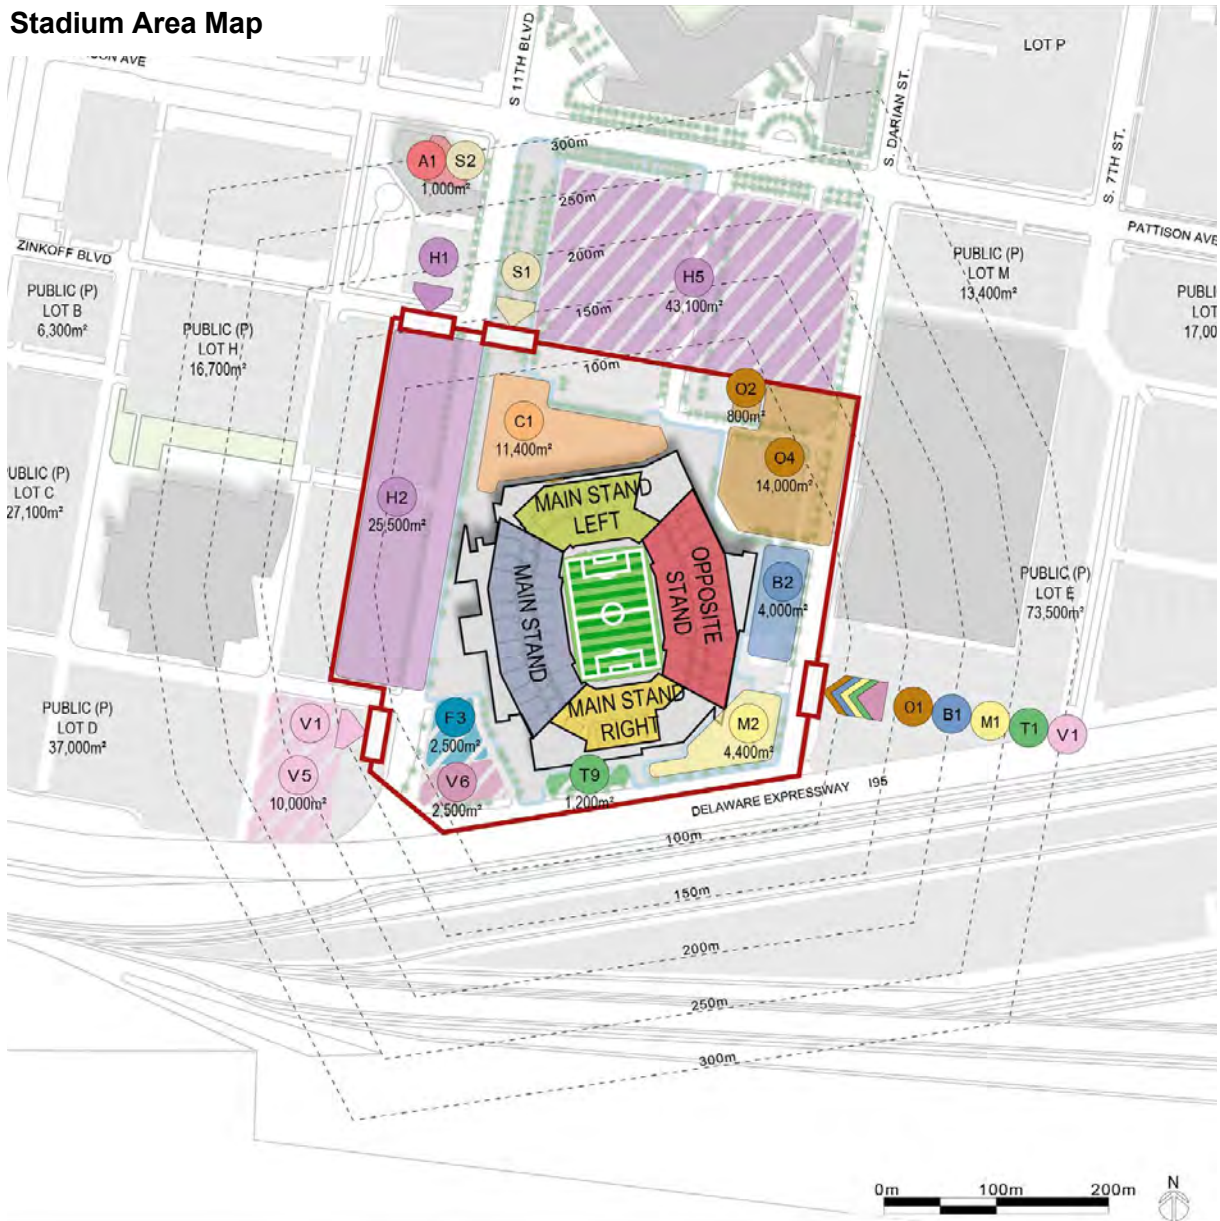 Stadium Area Map
S 11TH BLVD
LOT P
AVE
S. DARIAN ST.
S. 7TH ST.
300m
A1
S2
1,000m²
250m
PATTISON AVE
ZINKOFF BLVD
H1
S1
200m
H5
43,100m²
PUBLIC (P)
LOT M
13,400m²
PUBLIC (P)
LOT B
6,300m²
LOT
150m
PUBLIC (P)
LOT H
16,700m²
100m
O2
800m²
C1
11,400m²
O4
14,000m²
LOT C
27,100m²
H2
25,500m²
MAIN STAND
LEFT
OPPOSITE
STAND
MAIN STAND
B2
4,000m²
PUBLIC (P)
LOT E
73,500m²
MAIN STAND
RIGHT
PUBLIC (P)
LOT D
37,000m²
V1
F3
2,500m²
M2
4,400m²
O1
B1
M1
T1
V1
V5
10,000m²
V6
2,500m²
T9
1,200m²
DELAWARE EXPRESSWAY I95
100m
150m
200m
250m
300m
0m 100m 200m
N